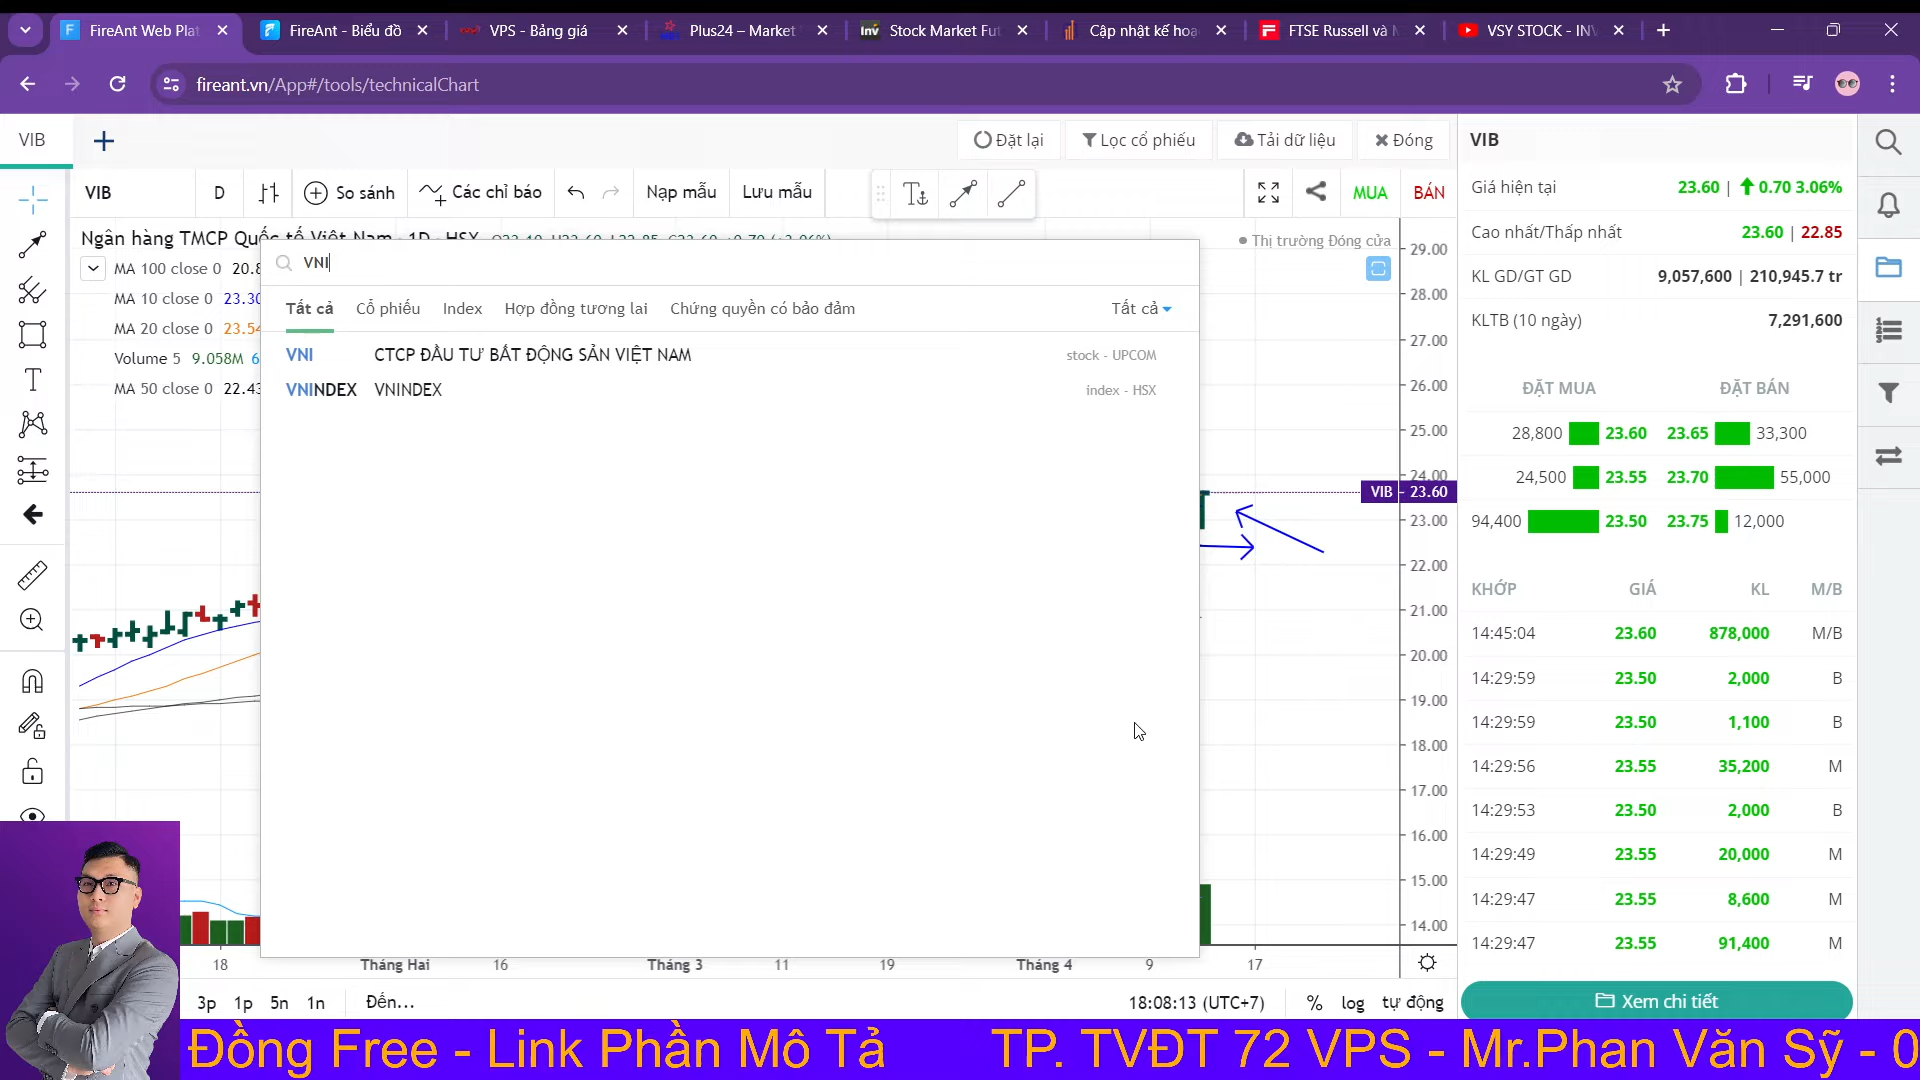 FireAnt Web Plat
FireAnt - Biểu đồ
VPS - Bảng giá
Plus24 – Market
Stock Market Fut
Cập nhật kế hoạ
FTSE Russell và
VSY STOCK - INV
fireant.vn/App#/tools/technicalChart
VIB
Đặt lại
Lọc cổ phiếu
Tải dữ liệu
Đóng
VIB
VIB
D
So sánh
Các chỉ báo
Nạp mẫu
Lưu mẫu
MUA
BÁN
Ngân hàng TMCP Quốc tế Việt Nam · 1D · HSX
Thị trường Đóng cửa
MA 100 close 0 20.8
MA 10 close 0 23.30
MA 20 close 0 23.54
Volume 5 9.058M 6
MA 50 close 0 22.43
VNI
Tất cả
Cổ phiếu
Index
Hợp đồng tương lai
Chứng quyền có bảo đảm
Tất cả
VNI CTCP ĐẦU TƯ BẤT ĐỘNG SẢN VIỆT NAM stock - UPCOM
VNINDEX VNINDEX index - HSX
29.00
28.00
27.00
26.00
25.00
24.00
VIB 23.60
23.00
22.00
21.00
20.00
19.00
18.00
17.00
16.00
15.00
14.00
18
Tháng Hai
16
Tháng 3
11
19
Tháng 4
9
17
3p 1p 5n 1n
Đến...
18:08:13 (UTC+7)
% log tự động
Giá hiện tại 23.60 | 0.70 3.06%
Cao nhất/Thấp nhất 23.60 | 22.85
KL GD/GT GD 9,057,600 | 210,945.7 tr
KLTB (10 ngày) 7,291,600
ĐẶT MUA ĐẶT BÁN
28,800 23.60 23.65 33,300
24,500 23.55 23.70 55,000
94,400 23.50 23.75 12,000
KHỚP GIÁ KL M/B
14:45:04 23.60 878,000 M/B
14:29:59 23.50 2,000 B
14:29:59 23.50 1,100 B
14:29:56 23.55 35,200 M
14:29:53 23.50 2,000 B
14:29:49 23.55 20,000 M
14:29:47 23.55 8,600 M
14:29:47 23.55 91,400 M
Xem chi tiết
Đồng Free - Link Phần Mô Tả TP. TVĐT 72 VPS - Mr.Phan Văn Sỹ - 0